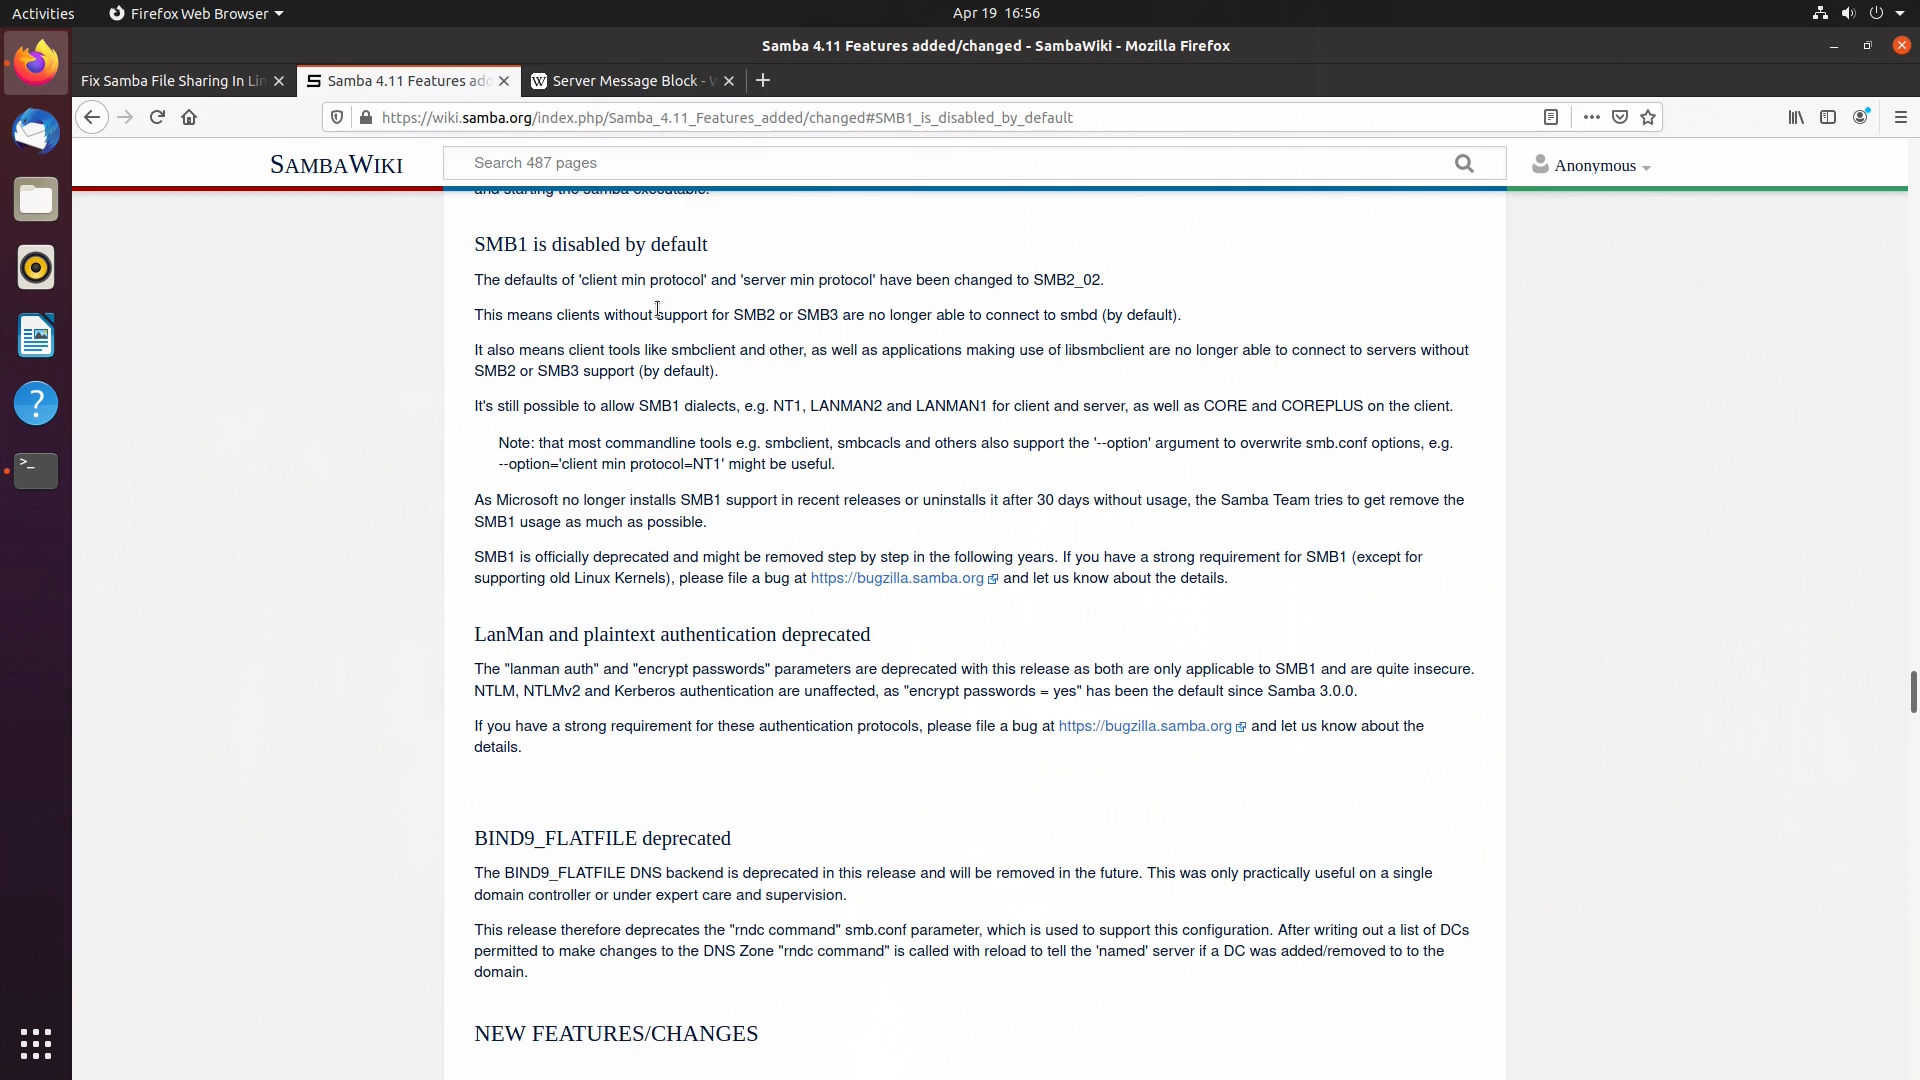 Activities Firefox Web Browser Apr 19 16:56
Samba 4.11 Features added/changed - SambaWiki - Mozilla Firefox
Fix Samba File Sharing In Lin Samba 4.11 Features add Server Message Block -
https://wiki.samba.org/index.php/Samba_4.11_Features_added/changed#SMB1_is_disabled_by_default
SAMBAWIKI Search 487 pages Anonymous
and starting the samba executable.
SMB1 is disabled by default
The defaults of 'client min protocol' and 'server min protocol' have been changed to SMB2_02.
This means clients without support for SMB2 or SMB3 are no longer able to connect to smbd (by default).
It also means client tools like smbclient and other, as well as applications making use of libsmbclient are no longer able to connect to servers without
SMB2 or SMB3 support (by default).
It's still possible to allow SMB1 dialects, e.g. NT1, LANMAN2 and LANMAN1 for client and server, as well as CORE and COREPLUS on the client.
Note: that most commandline tools e.g. smbclient, smbcacls and others also support the '--option' argument to overwrite smb.conf options, e.g.
--option='client min protocol=NT1' might be useful.
As Microsoft no longer installs SMB1 support in recent releases or uninstalls it after 30 days without usage, the Samba Team tries to get remove the
SMB1 usage as much as possible.
SMB1 is officially deprecated and might be removed step by step in the following years. If you have a strong requirement for SMB1 (except for
supporting old Linux Kernels), please file a bug at https://bugzilla.samba.org and let us know about the details.
LanMan and plaintext authentication deprecated
The "lanman auth" and "encrypt passwords" parameters are deprecated with this release as both are only applicable to SMB1 and are quite insecure.
NTLM, NTLMv2 and Kerberos authentication are unaffected, as "encrypt passwords = yes" has been the default since Samba 3.0.0.
If you have a strong requirement for these authentication protocols, please file a bug at https://bugzilla.samba.org and let us know about the
details.
BIND9_FLATFILE deprecated
The BIND9_FLATFILE DNS backend is deprecated in this release and will be removed in the future. This was only practically useful on a single
domain controller or under expert care and supervision.
This release therefore deprecates the "rndc command" smb.conf parameter, which is used to support this configuration. After writing out a list of DCs
permitted to make changes to the DNS Zone "rndc command" is called with reload to tell the 'named' server if a DC was added/removed to to the
domain.
NEW FEATURES/CHANGES